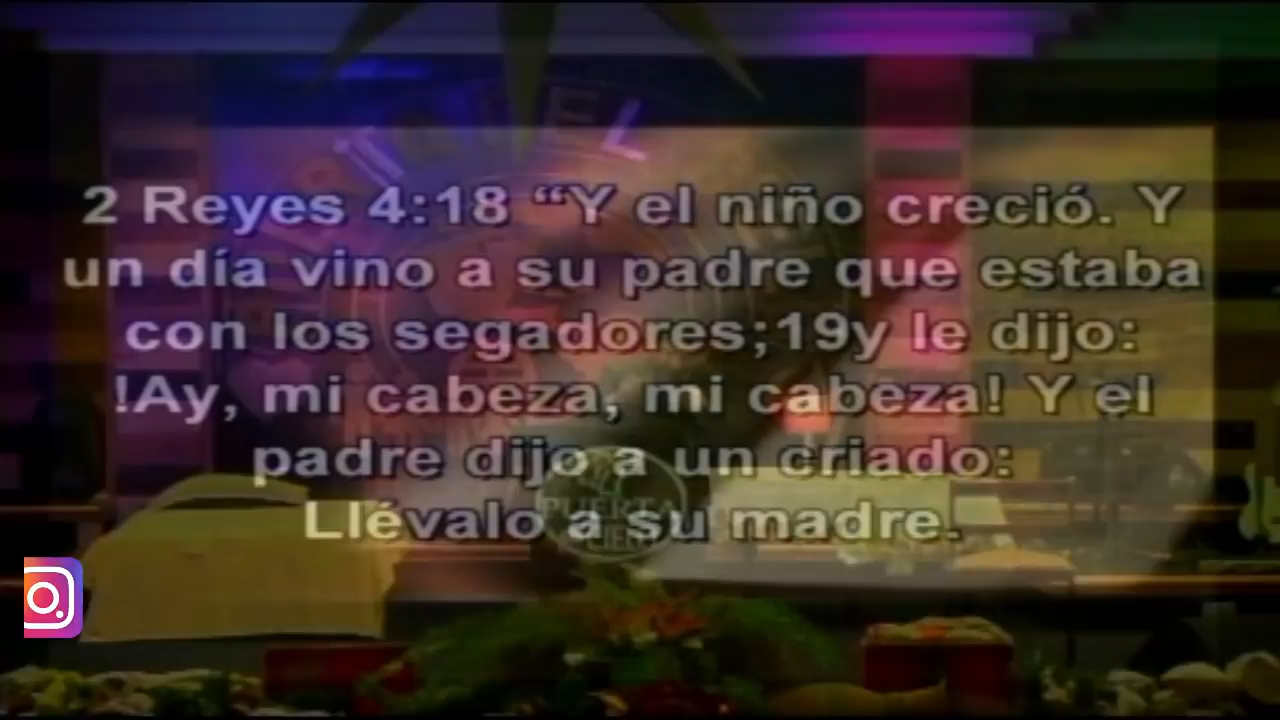 2 Reyes 4:18 “Y el niño creció. Y
un día vino a su padre que estaba
con los segadores;19y le dijo:
!Ay, mi cabeza, mi cabeza! Y el
padre dijo a un criado:
Llévalo a su madre.
PUERTA